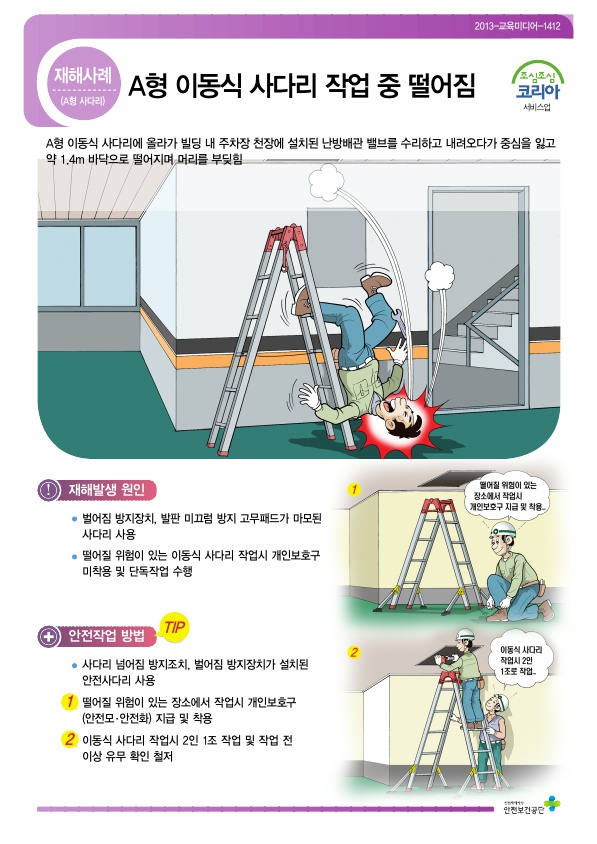 2013-교육미디어-1412
재해사례
(A형 사다리)
A형 이동식 사다리 작업 중 떨어짐
조심조심
코리아
서비스업
A형 이동식 사다리에 올라가 빌딩 내 주차장 천장에 설치된 난방배관 밸브를 수리하고 내려오다가 중심을 잃고
약 1.4m 바닥으로 떨어지며 머리를 부딪힘
재해발생 원인
벌어짐 방지장치, 발판 미끄럼 방지 고무패드가 마모된
사다리 사용
떨어질 위험이 있는 이동식 사다리 작업시 개인보호구
미착용 및 단독작업 수행
1
떨어질 위험이 있는
장소에서 작업시
개인보호구 지급 및 착용..
안전작업 방법
TIP
사다리 넘어짐 방지조치, 벌어짐 방지장치가 설치된
안전사다리 사용
1 떨어질 위험이 있는 장소에서 작업시 개인보호구
(안전모·안전화) 지급 및 착용
2 이동식 사다리 작업시 2인 1조 작업 및 작업 전
이상 유무 확인 철저
2
이동식 사다리
작업시 2인
1조로 작업..
안전보건공단